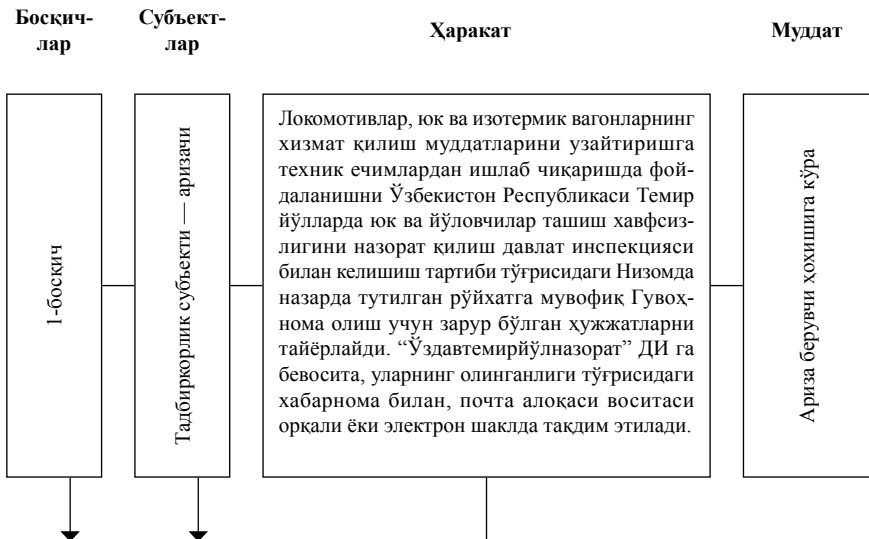 Босқич-
лар
Субъект-
лар
Ҳаракат
Муддат
1-босқич
Тадбиркорлик субъекти — аризачи
Локомотивлар, юк ва изотермик вагонларнинг
хизмат қилиш муддатларини узайтиришга
техник ечимлардан ишлаб чиқаришда фой-
даланишни Ўзбекистон Республикаси Темир
йўлларда юк ва йўловчилар ташиш хавфсиз-
лигини назорат қилиш давлат инспекцияси
билан келишиш тартиби тўғрисидаги Низомда
назарда тутилган рўйхатга мувофиқ Гувоҳ-
нома олиш учун зарур бўлган ҳужжатларни
тайёрлайди. “Ўздавтемирйўлназорат” ДИ га
бевосита, уларнинг олинганлиги тўғрисидаги
хабарнома билан, почта алоқаси воситаси
орқали ёки электрон шаклда тақдим этилади.
Ариза берувчи ҳохишига кўра